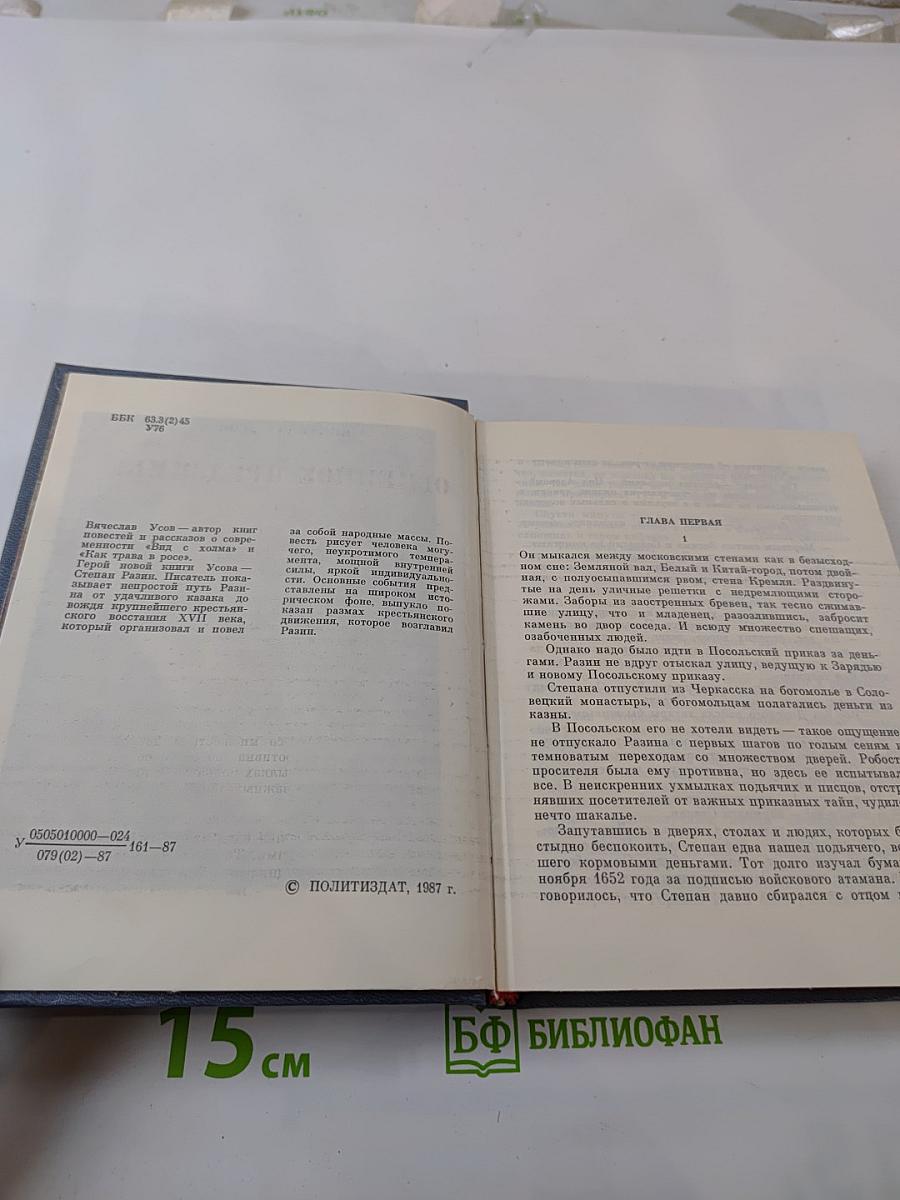 ББК 63.3(2)45
У76
Вячеслав Усов — автор книг
повестей и рассказов о совре-
менности «Вид с холма» и
«Как трава в росе».
Герой новой книги Усова —
Степан Разин. Писатель пока-
зывает непростой путь Рази-
на от удачливого казака до
вождя крупнейшего крестьян-
ского восстания XVII века,
который организовал и повел
за собой народные массы. По-
весть рисует человека могу-
чего, неукротимого темпера-
мента, мощной внутренней
силы, яркой индивидуально-
сти. Основные события пред-
ставлены на широком исто-
рическом фоне, выпукло по-
казан размах крестьянского
движения, которое возглавил
Разин.
У 0505010000—024 161—87
079(02)—87
© ПОЛИТИЗДАТ, 1987 г.
ГЛАВА ПЕРВАЯ
1
Он мыкался между московскими стенами как в безысход-
ном сне: Земляной вал, Белый и Китай-город, потом двой-
ная, с полуосыпавшимся рвом, стена Кремля. Раздвину-
тые на день уличные решетки с недремлющими сторо-
жами. Заборы из заостренных бревен, так тесно сжимав-
шие улицу, что и младенец, разозлившись, забросит
камень во двор соседа. И всюду множество спешащих,
озабоченных людей.
Однако надо было идти в Посольский приказ за день-
гами. Разин не вдруг отыскал улицу, ведущую к Зарядью
и новому Посольскому приказу.
Степана отпустили из Черкасска на богомолье в Соло-
вецкий монастырь, а богомольцам полагались деньги из
казны.
В Посольском его не хотели видеть — такое ощущение
не отпускало Разина с первых шагов по голым сеням и
темноватым переходам со множеством дверей. Робост
просителя была ему противна, но здесь ее испытывал
все. В неискренних ухмылках подьячих и писцов, отстр
нявших посетителей от важных приказных тайн, чудил
нечто шакалье.
Запутавшись в дверях, столах и людях, которых б
стыдно беспокоить, Степан едва нашел подьячего, ве
шего кормовыми деньгами. Тот долго изучал бума
ноября 1652 года за подписью войскового атамана.
говорилось, что Степан давно сбирался с отцом
15 см
БФ БИБЛИОФАН